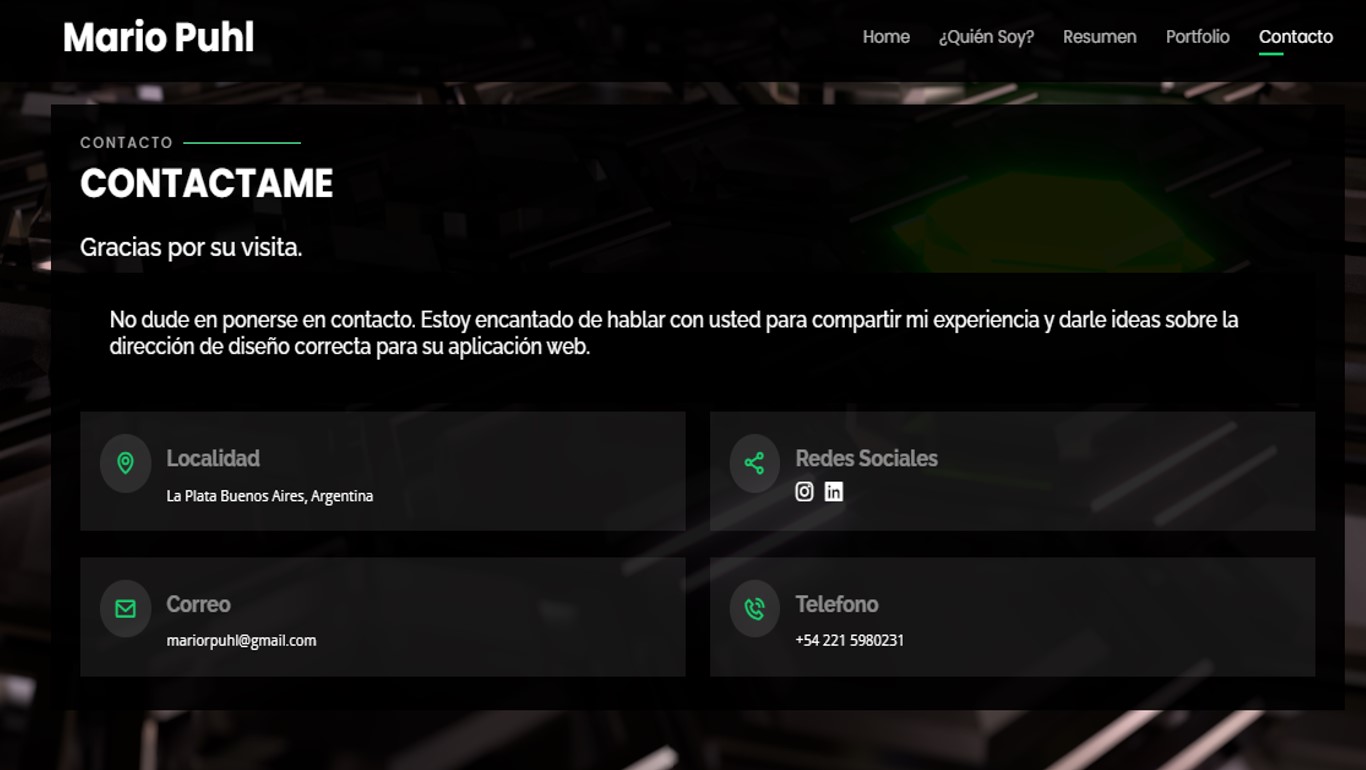 Mario Puhl
Home ¿Quién Soy? Resumen Portfolio Contacto
CONTACTO
CONTACTAME
Gracias por su visita.
No dude en ponerse en contacto. Estoy encantado de hablar con usted para compartir mi experiencia y darle ideas sobre la
dirección de diseño correcta para su aplicación web.
Localidad
La Plata Buenos Aires, Argentina
Redes Sociales
Correo
mariorpuhl@gmail.com
Telefono
+54 221 5980231